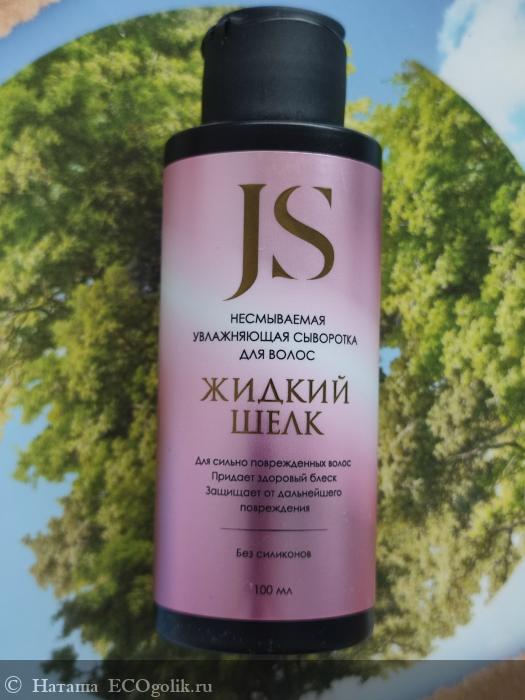 JS
НЕСМЫВАЕМАЯ
УВЛАЖНЯЮЩАЯ СЫВОРОТКА
ДЛЯ ВОЛОС
ЖИДКИЙ
ШЕЛК
Для сильно поврежденных волос
Придает здоровый блеск
Защищает от дальнейшего
повреждения
Без силиконов
100 мл
© Наташа ECOgolik.ru